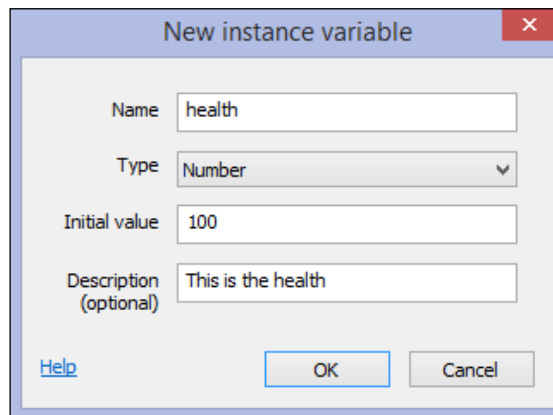 New instance variable
Name health
Type Number
Initial value 100
Description
(optional) This is the health
Help OK Cancel